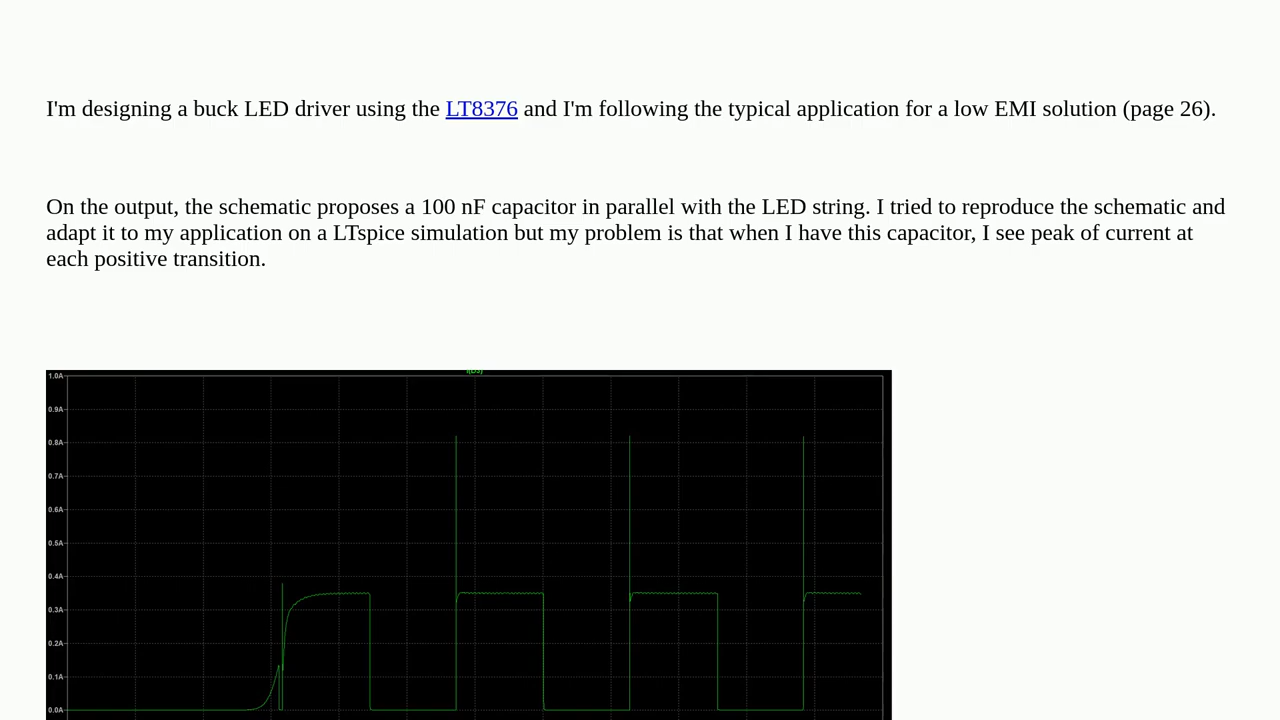 I'm designing a buck LED driver using the LT8376 and I'm following the typical application for a low EMI solution (page 26).
On the output, the schematic proposes a 100 nF capacitor in parallel with the LED string. I tried to reproduce the schematic and
adapt it to my application on a LTspice simulation but my problem is that when I have this capacitor, I see peak of current at
each positive transition.
1.0A
0.9A
0.8A
0.7A
0.6A
0.5A
0.4A
0.3A
0.2A
0.1A
0.0A